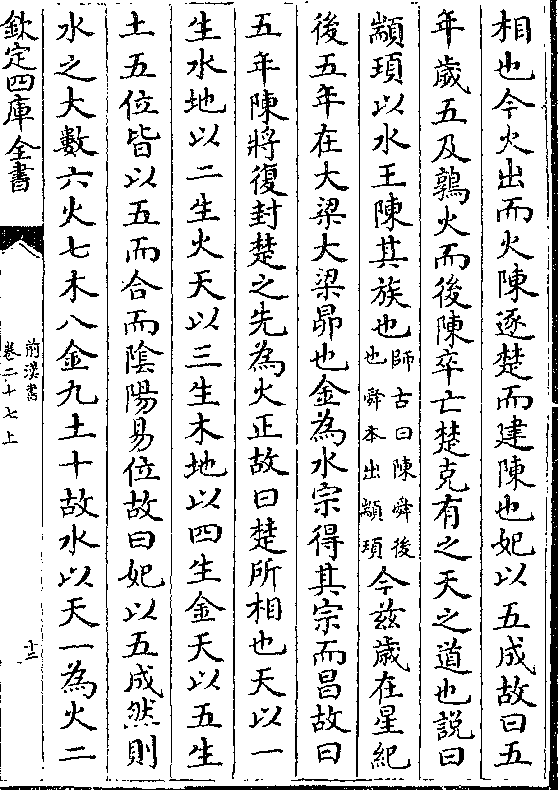 相也今火出而火陳逐楚而建陳也妃以五成故曰五
年歲五及鶉火而後陳卒亡楚克有之天之道也說曰
顓頊以水王陳其族也師古曰陳舜後也舜本出顓頊今茲歲在星紀
後五年在大梁大梁昴也金為水宗得其宗而昌故曰
五年陳將復封楚之先為火正故曰楚所相也天以一
生水地以二生火天以三生木地以四生金天以五生
土五位皆以五而合而陰陽易位故曰妃以五成然則
水之大數六火七木八金九土十故水以天一為火二
欽定四庫全書
前漢書
卷二十七上
十三